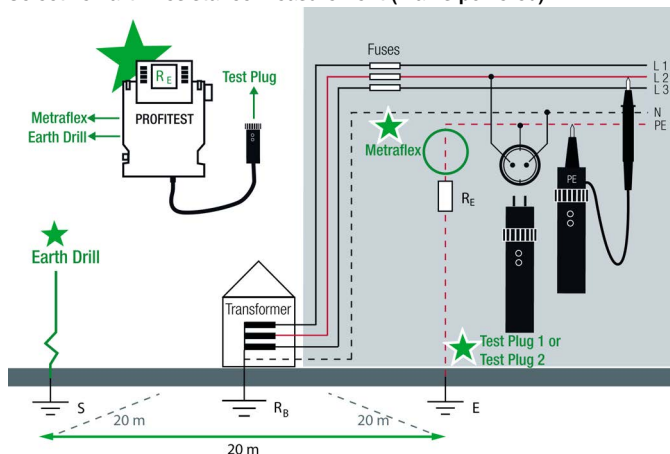 Fuses
L 1
L 2
L 3
N
PE
R E
Test Plug
Metraflex
Earth Drill
PROFITEST
Metraflex
PE
R E
Earth Drill
Transformer
Test Plug 1 or
Test Plug 2
S
R B
E
20 m
20 m
20 m